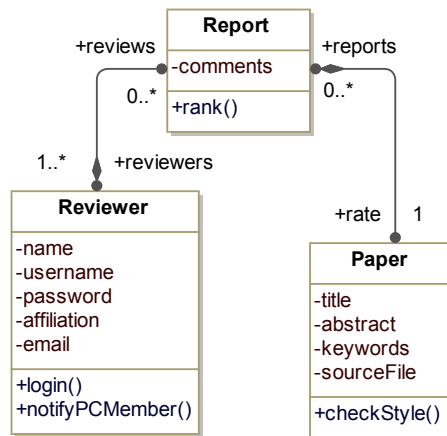 Report
-comments
+rank()
+reviews
0..*
+reports
0..*
1..*
+reviewers
+rate
1
Reviewer
-name
-username
-password
-affiliation
-email
+login()
+notifyPCMember()
Paper
-title
-abstract
-keywords
-sourceFile
+checkStyle()